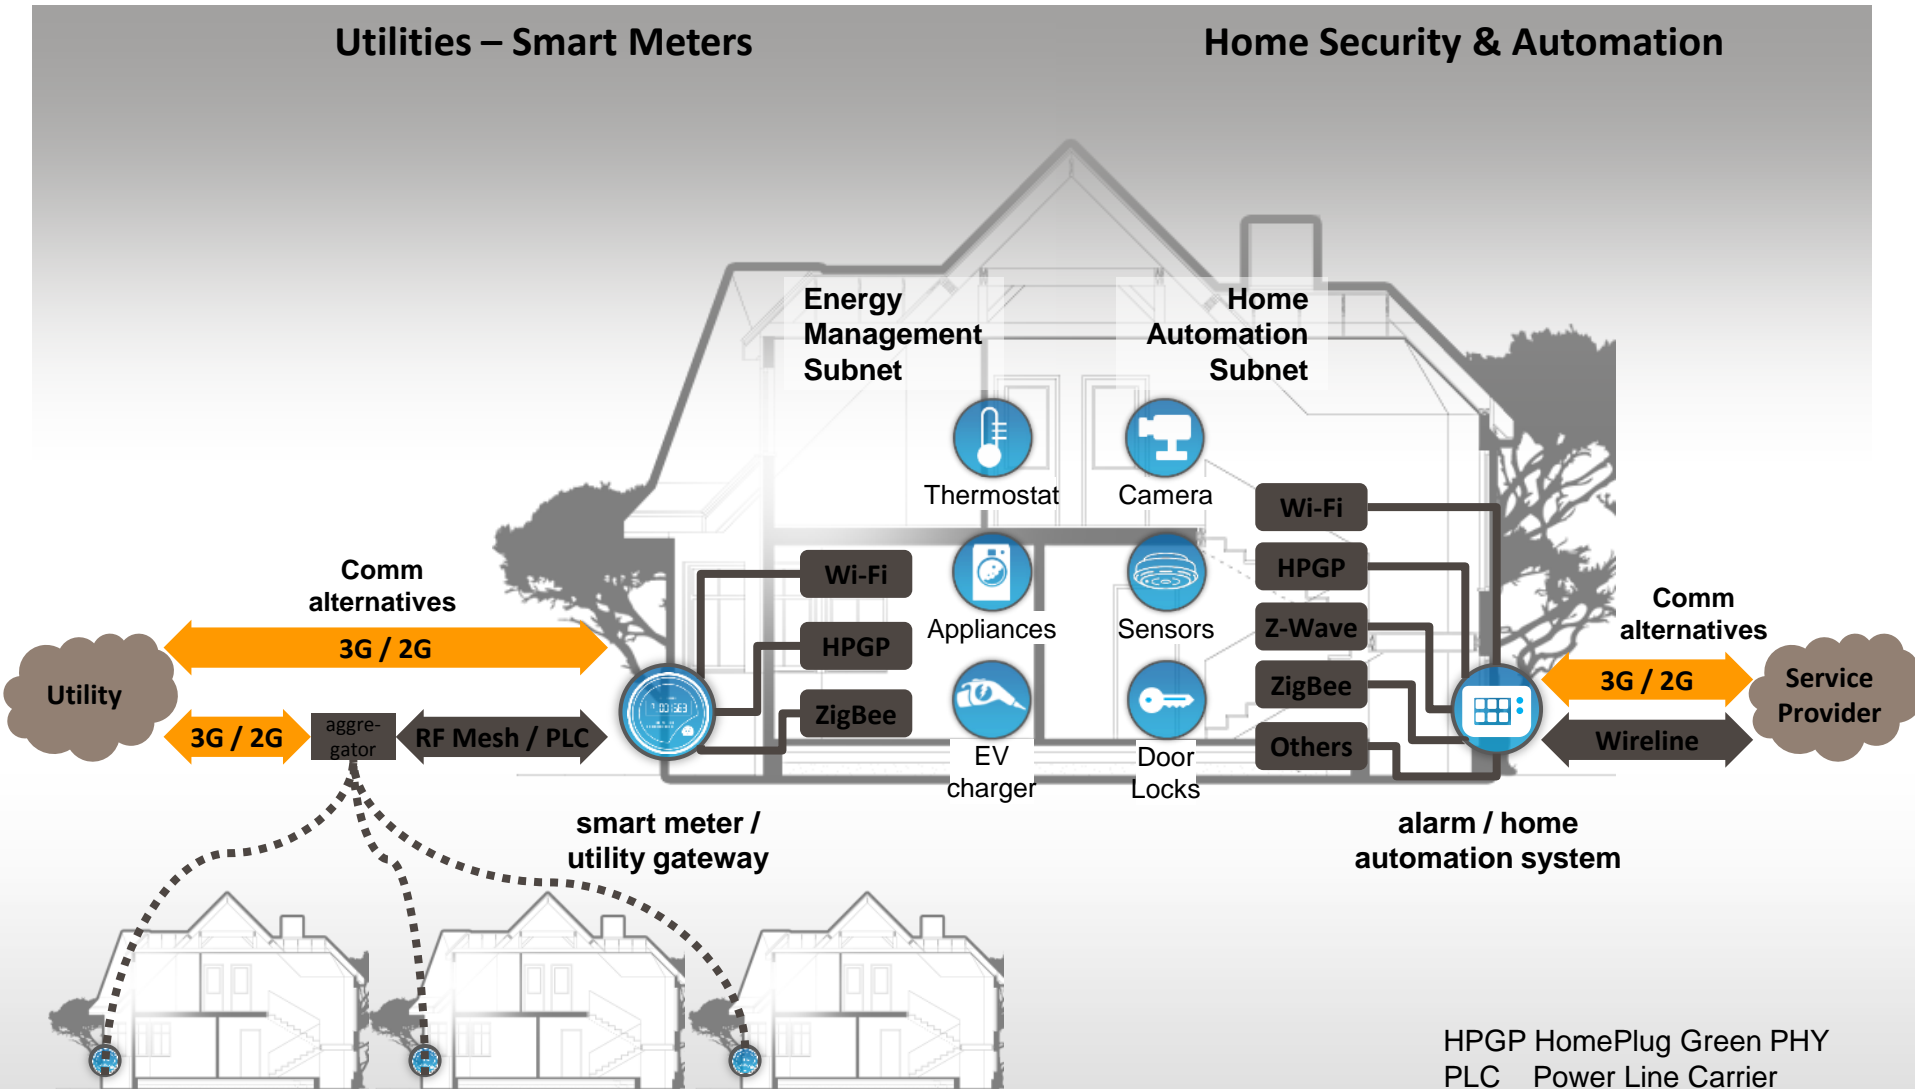 Utilities – Smart Meters
Home Security & Automation
Energy
Management
Subnet
Home
Automation
Subnet
Thermostat
Camera
Appliances
Sensors
EV
charger
Door
Locks
Wi-Fi
HPGP
ZigBee
Wi-Fi
HPGP
Z-Wave
ZigBee
Others
Comm
alternatives
3G / 2G
Utility
3G / 2G
aggre-
gator
RF Mesh / PLC
smart meter /
utility gateway
Comm
alternatives
3G / 2G
Wireline
Service
Provider
alarm / home
automation system
HPGP HomePlug Green PHY
PLC Power Line Carrier